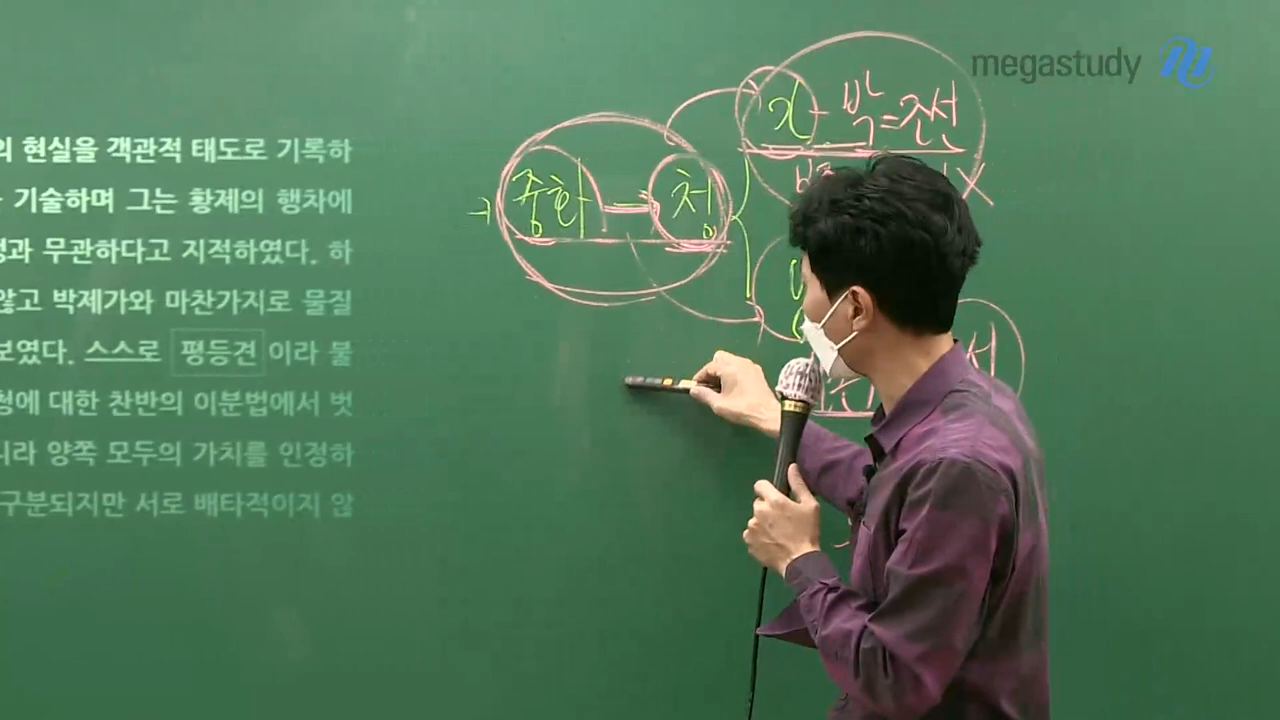 megastudy
의 현실을 객관적 태도로 기록하
기술하며 그는 황제의 행차에
무관하다고 지적하였다. 하
않고 박제가와 마찬가지로 물질
보였다. 스스로 평등견 이라 불
청에 대한 찬반의 이분법에서 벗
니라 양쪽 모두의 가치를 인정하
구분되지만 서로 배타적이지 않
박=조선
X
→ 중화 = 청